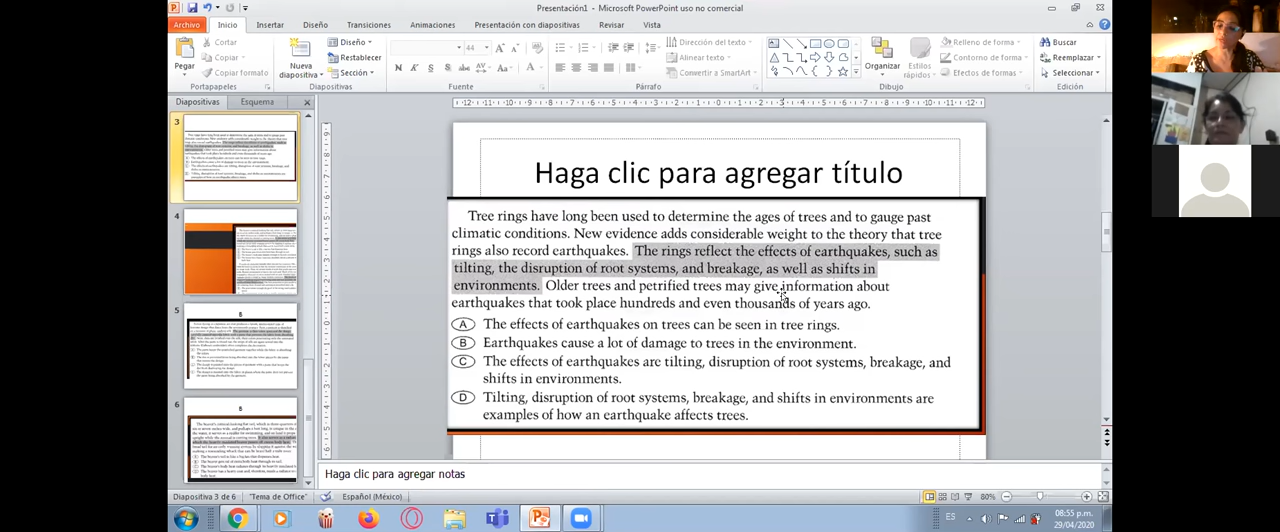 Presentación1 - Microsoft PowerPoint uso no comercial
Archivo Inicio Insertar Diseño Transiciones Animaciones Presentación con diapositivas Revisar Vista
Pegar
Cortar
Copiar
Copiar formato
Portapapeles
Nueva diapositiva
Diseño
Restablecer
Sección
Diapositivas
44
Fuente
Párrafo
Dirección del texto
Alinear texto
Convertir a SmartArt
Organizar
Estilos rápidos
Relleno de forma
Contorno de forma
Efectos de formas
Dibujo
Buscar
Reemplazar
Seleccionar
Edición
Diapositivas Esquema
3
4
5
6
Haga clic para agregar título
Tree rings have long been used to determine the ages of trees and to gauge past
climatic conditions. New evidence adds considerable weight to the theory that tree
rings also record earthquakes. The rings reflect the effects of earthquakes, such as
tilting, the disruption of root systems, and breakage, as well as shifts in
environments. Older trees and petrified trees may give information about
earthquakes that took place hundreds and even thousands of years ago.
A The effects of earthquakes on trees can be seen in tree rings.
B Earthquakes cause a lot of damage to trees in the environment.
C The effects of earthquakes are tilting, disruption of root systems, breakage, and
shifts in environments.
D Tilting, disruption of root systems, breakage, and shifts in environments are
examples of how an earthquake affects trees.
Haga clic para agregar notas
Diapositiva 3 de 6 "Tema de Office" Español (México) 80%
ES 08:55 p.m.
29/04/2020